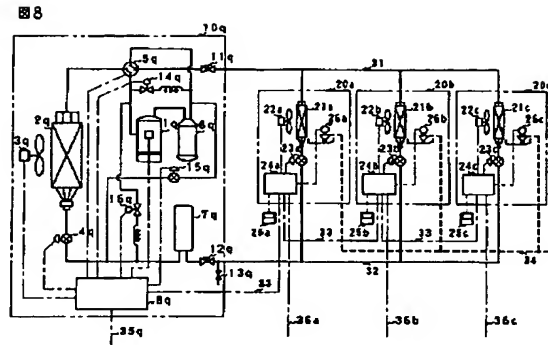 図8
10q
5q
11q
31
14q
20a
20b
20c
2q
3q
1q
6q
21a
22a
26a
21b
22b
26b
21c
22c
26c
23a
23b
23c
15q
24a
24b
24c
16q
7q
4q
12q
25a
25b
25c
33
33
34
13q
32
8q
33
35q
36a
36b
36c